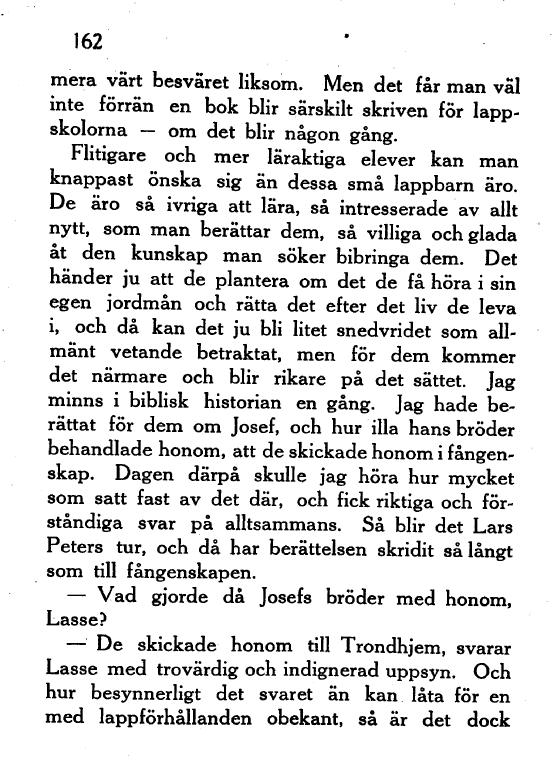 162
mera värt besväret liksom. Men det får man väl
inte förrän en bok blir särskilt skriven för lapp-
skolorna — om det blir någon gång.
Flitigare och mer läraktiga elever kan man
knappast önska sig än dessa små lappbarn äro.
De äro så ivriga att lära, så intresserade av allt
nytt, som man berättar dem, så villiga och glada
åt den kunskap man söker bibringa dem. Det
händer ju att de plantera om det de få höra i sin
egen jordmån och rätta det efter det liv de leva
i, och då kan det ju bli litet snedvridet som all-
mänt vetande betraktat, men för dem kommer
det närmare och blir rikare på det sättet. Jag
minns i biblisk historian en gång. Jag hade be-
rättat för dem om Josef, och hur illa hans bröder
behandlade honom, att de skickade honom i fången-
skap. Dagen därpå skulle jag höra hur mycket
som satt fast av det där, och fick riktiga och för-
ståndiga svar på alltsammans. Så blir det Lars
Peters tur, och då har berättelsen skridit så långt
som till fångenskapen.
— Vad gjorde då Josefs bröder med honom,
Lasse?
— De skickade honom till Trondhjem, svarar
Lasse med trovärdig och indignerad uppsyn. Och
hur besynnerligt det svaret än kan låta för en
med lappförhållanden obekant, så är det dock